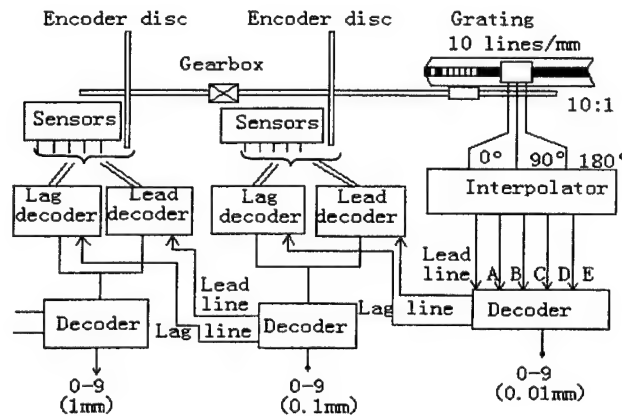 Encoder disc
Encoder disc
Grating
10 lines/mm
Gearbox
10:1
Sensors
Sensors
0° 90° 180°
Interpolator
Lag
decoder
Lead
decoder
Lag
decoder
Lead
decoder
Lead
line
A B C D E
Lead
line
Decoder
Lag line
Decoder
Lag line
Decoder
0-9
(1mm)
0-9
(0.1mm)
0-9
(0.01mm)